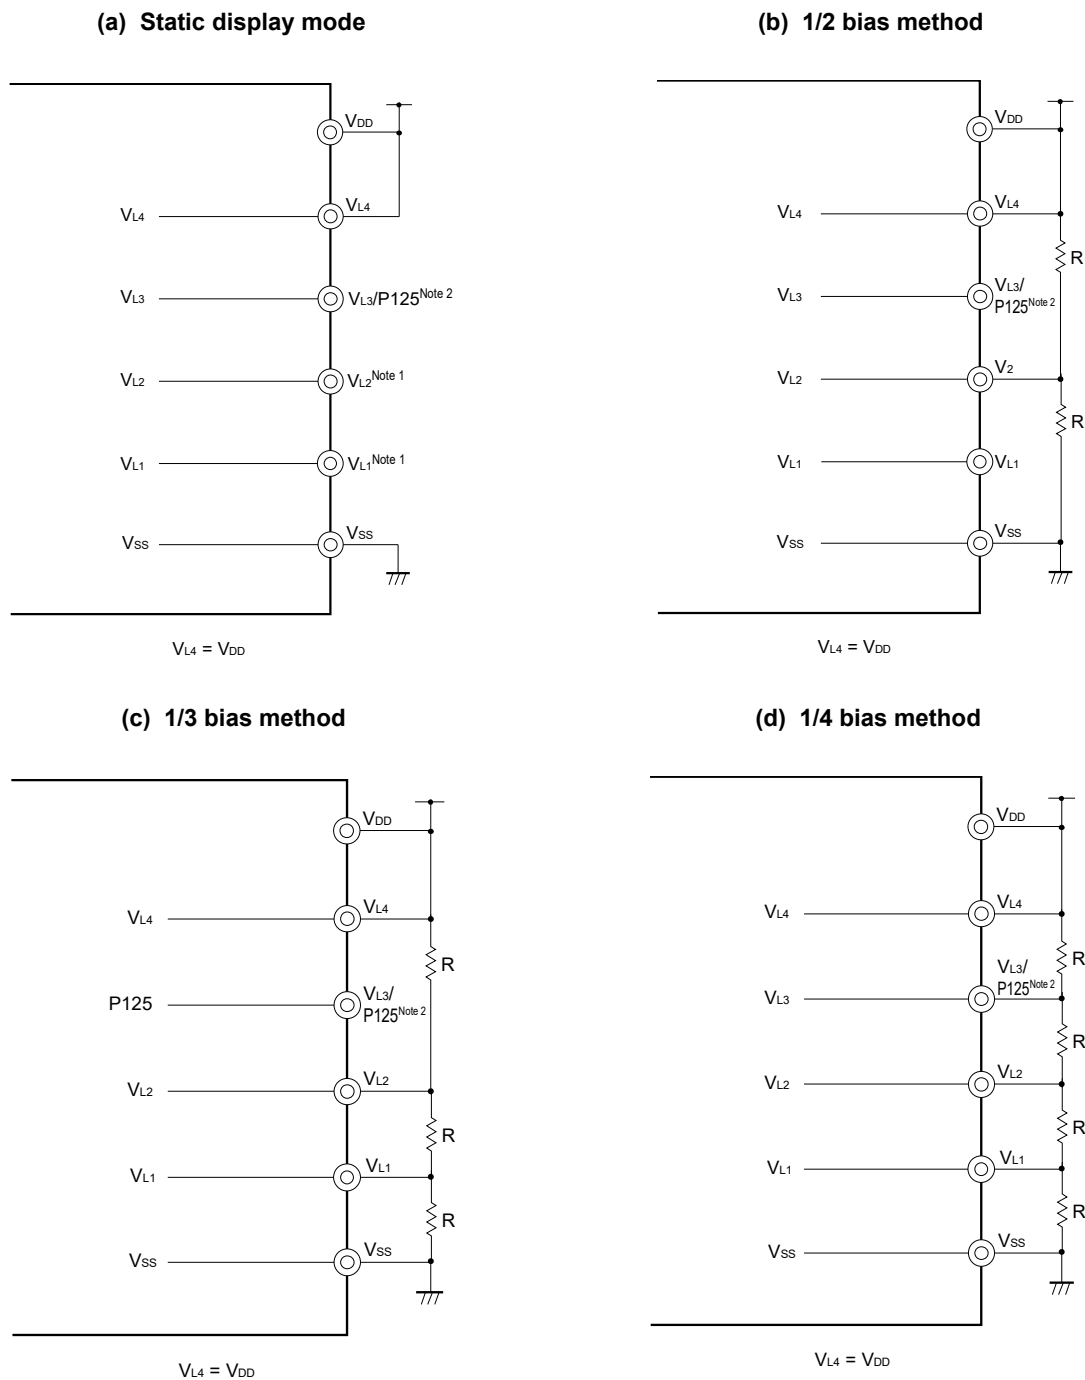 (a) Static display mode
VDD
VL4 VL4
VL3 VL3/P125Note 2
VL2 VL2Note 1
VL1 VL1Note 1
VSS VSS
VL4 = VDD
(b) 1/2 bias method
VDD
VL4 VL4
R
VL3 VL3/
P125Note 2
VL2 V2
R
VL1 VL1
VSS VSS
VL4 = VDD
(c) 1/3 bias method
VDD
VL4 VL4
R
P125 VL3/
P125Note 2
VL2 VL2
R
VL1 VL1
R
VSS VSS
VL4 = VDD
(d) 1/4 bias method
VDD
VL4 VL4
R
VL3 VL3/
P125Note 2
R
VL2 VL2
R
VL1 VL1
R
VSS VSS
VL4 = VDD